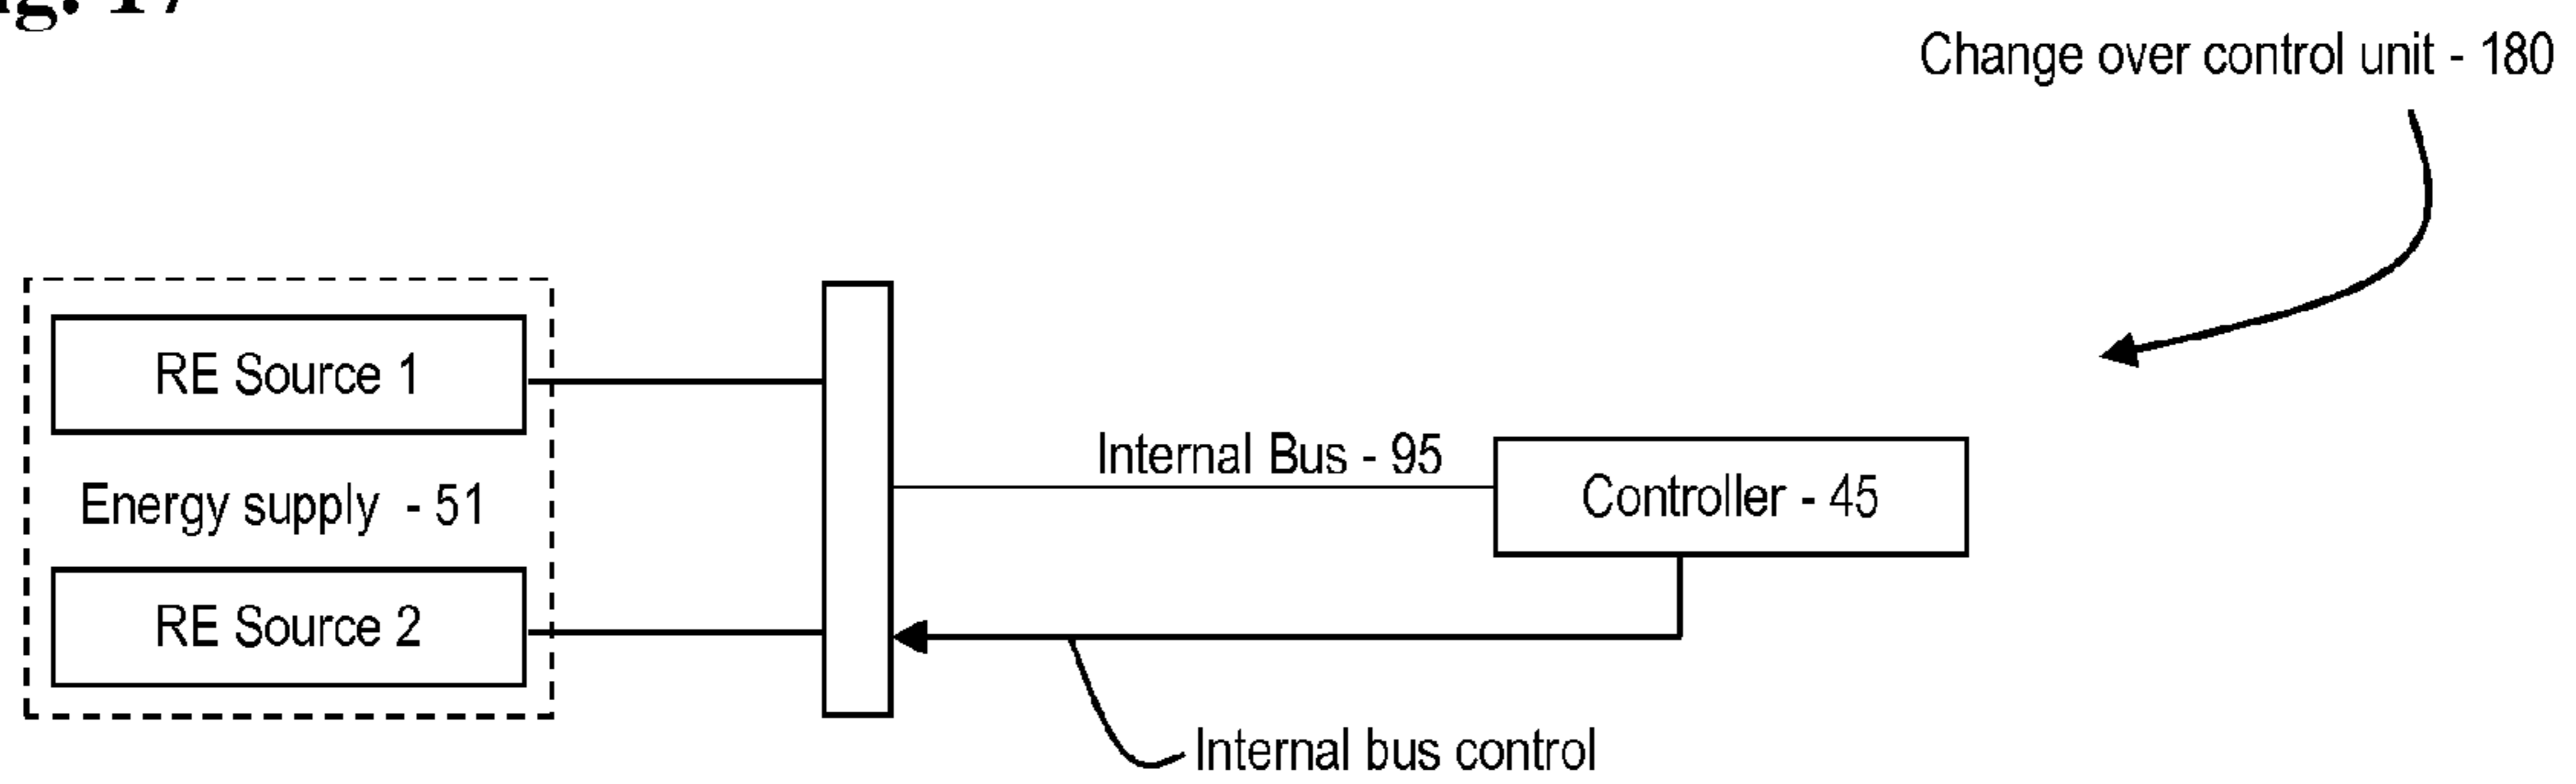 Change over control unit - 180
RE Source 1
Internal Bus - 95
Controller - 45
Energy supply - 51
RE Source 2
Internal bus control